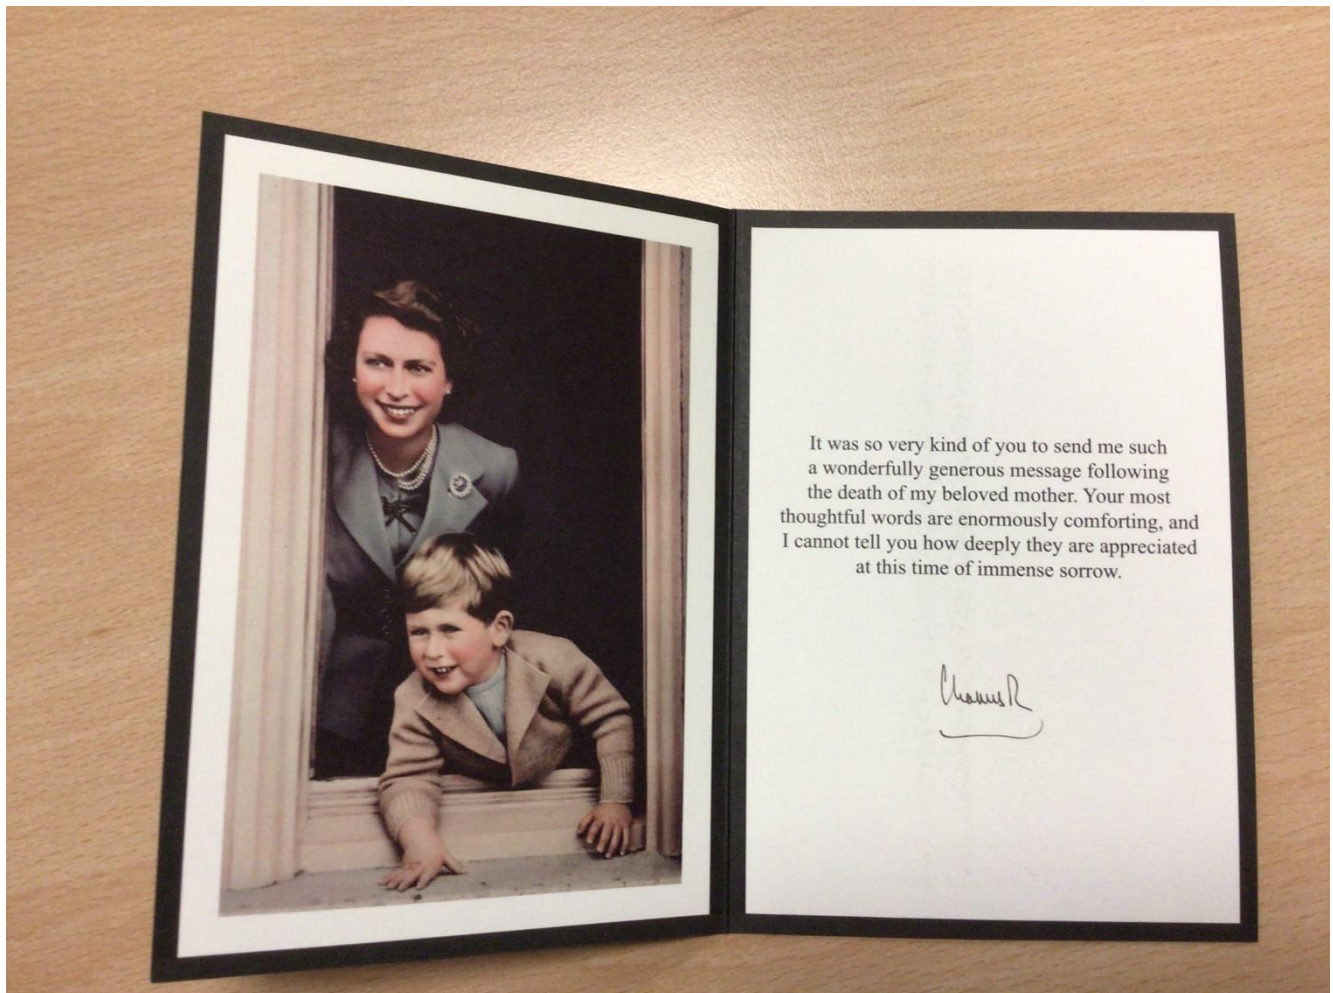 It was so very kind of you to send me such
a wonderfully generous message following
the death of my beloved mother. Your most
thoughtful words are enormously comforting, and
I cannot tell you how deeply they are appreciated
at this time of immense sorrow.
Charles R